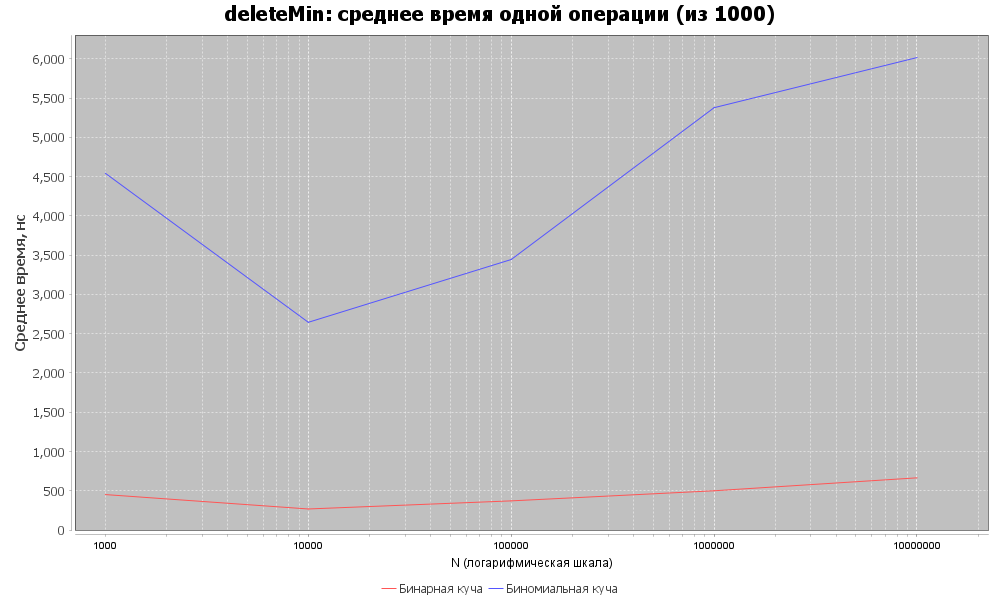 deleteMin: среднее время одной операции (из 1000)
Среднее время, нс
6,000
5,500
5,000
4,500
4,000
3,500
3,000
2,500
2,000
1,500
1,000
500
0
1000 10000 100000 1000000 10000000
N (логарифмическая шкала)
Бинарная куча Биномиальная куча